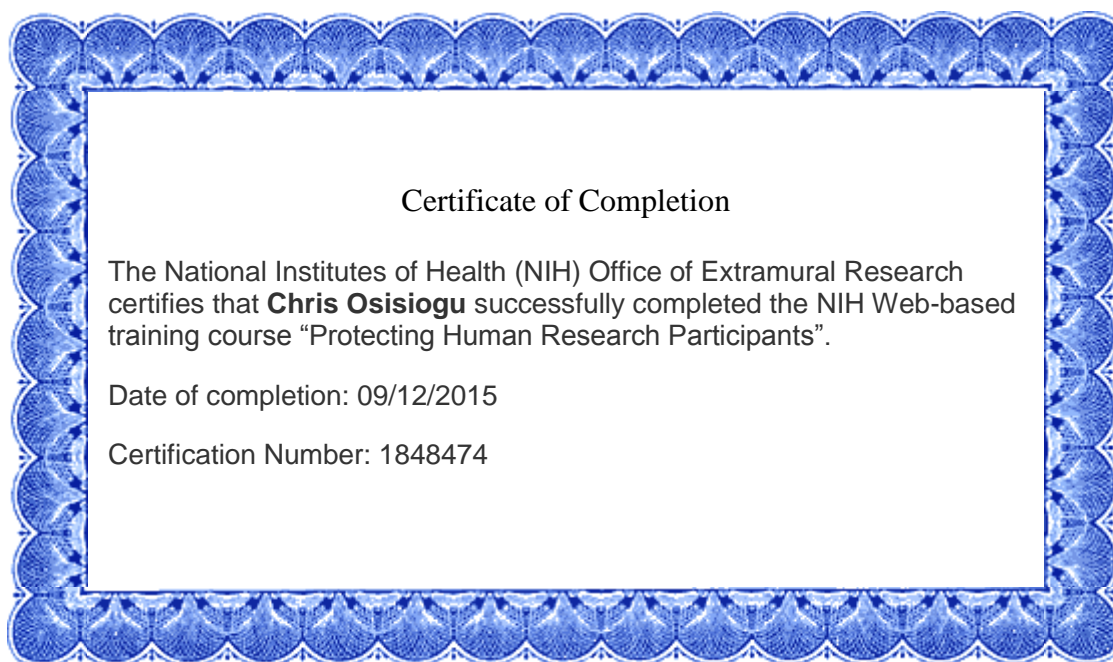 Certificate of Completion
The National Institutes of Health (NIH) Office of Extramural Research
certifies that Chris Osisiogu successfully completed the NIH Web-based
training course “Protecting Human Research Participants”.
Date of completion: 09/12/2015
Certification Number: 1848474